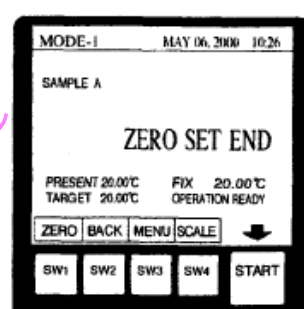 MODE-1 MAY 06, 2000 10:26
SAMPLE A
ZERO SET END
PRESENT 20.00℃ FIX 20.00℃
TARGET 20.00℃ OPERATION READY
ZERO BACK MENU SCALE
SW1 SW2 SW3 SW4 START